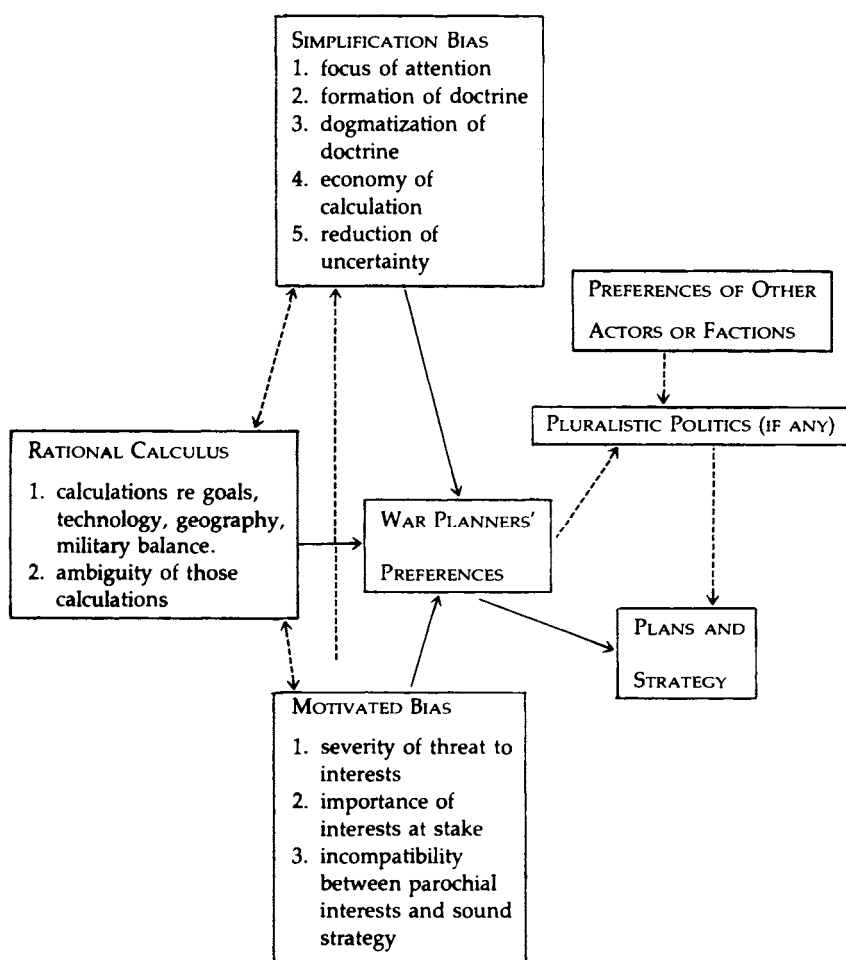 SIMPLIFICATION BIAS
1. focus of attention
2. formation of doctrine
3. dogmatization of
doctrine
4. economy of
calculation
5. reduction of
uncertainty
PREFERENCES OF OTHER
ACTORS OR FACTIONS
PLURALISTIC POLITICS (IF ANY)
RATIONAL CALCULUS
1. calculations re goals,
technology, geography,
military balance.
2. ambiguity of those
calculations
WAR PLANNERS'
PREFERENCES
PLANS AND
STRATEGY
MOTIVATED BIAS
1. severity of threat to
interests
2. importance of
interests at stake
3. incompatibility
between parochial
interests and sound
strategy